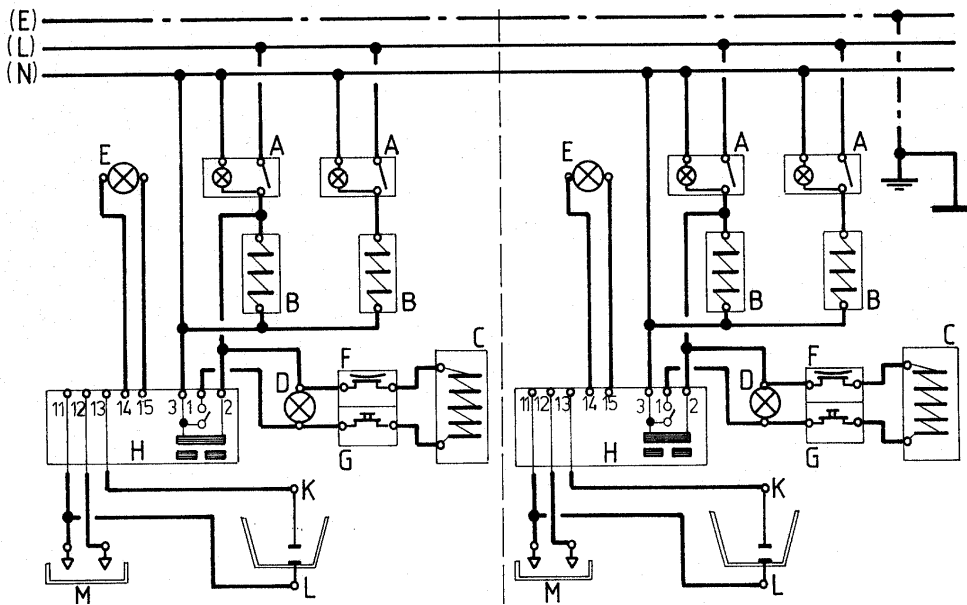 (E)
(L)
(N)
A A A A
E E
B B B B
C C
F F
D D
11 12 13 14 15 3 1 2 11 12 13 14 15 3 1 2
H G H G
K K
L L
M M